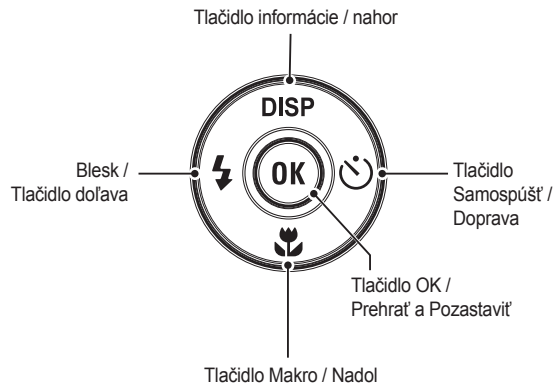 Tlačidlo informácie / nahor
DISP
Blesk /
Tlačidlo doľava
OK
Tlačidlo
Samospúšť /
Doprava
Tlačidlo OK /
Prehrať a Pozastaviť
Tlačidlo Makro / Nadol